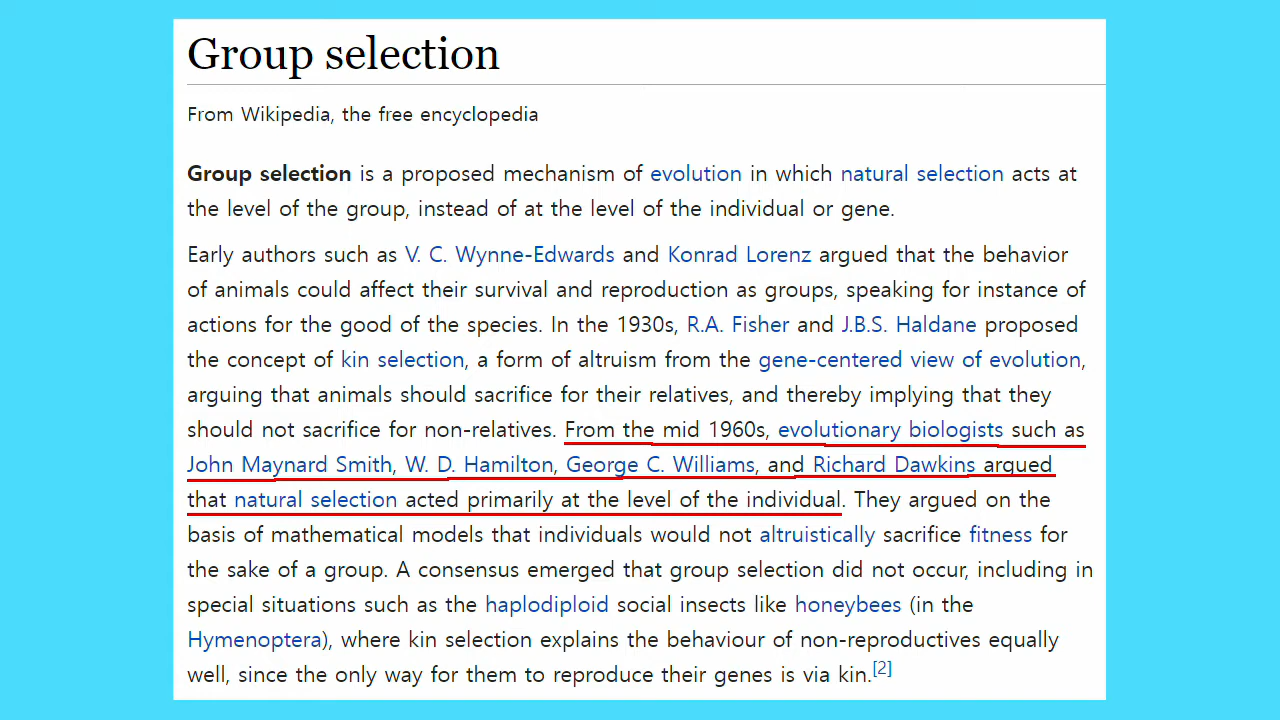 Group selection
From Wikipedia, the free encyclopedia
Group selection is a proposed mechanism of evolution in which natural selection acts at
the level of the group, instead of at the level of the individual or gene.
Early authors such as V. C. Wynne-Edwards and Konrad Lorenz argued that the behavior
of animals could affect their survival and reproduction as groups, speaking for instance of
actions for the good of the species. In the 1930s, R.A. Fisher and J.B.S. Haldane proposed
the concept of kin selection, a form of altruism from the gene-centered view of evolution,
arguing that animals should sacrifice for their relatives, and thereby implying that they
should not sacrifice for non-relatives. From the mid 1960s, evolutionary biologists such as
John Maynard Smith, W. D. Hamilton, George C. Williams, and Richard Dawkins argued
that natural selection acted primarily at the level of the individual. They argued on the
basis of mathematical models that individuals would not altruistically sacrifice fitness for
the sake of a group. A consensus emerged that group selection did not occur, including in
special situations such as the haplodiploid social insects like honeybees (in the
Hymenoptera), where kin selection explains the behaviour of non-reproductives equally
well, since the only way for them to reproduce their genes is via kin.[2]